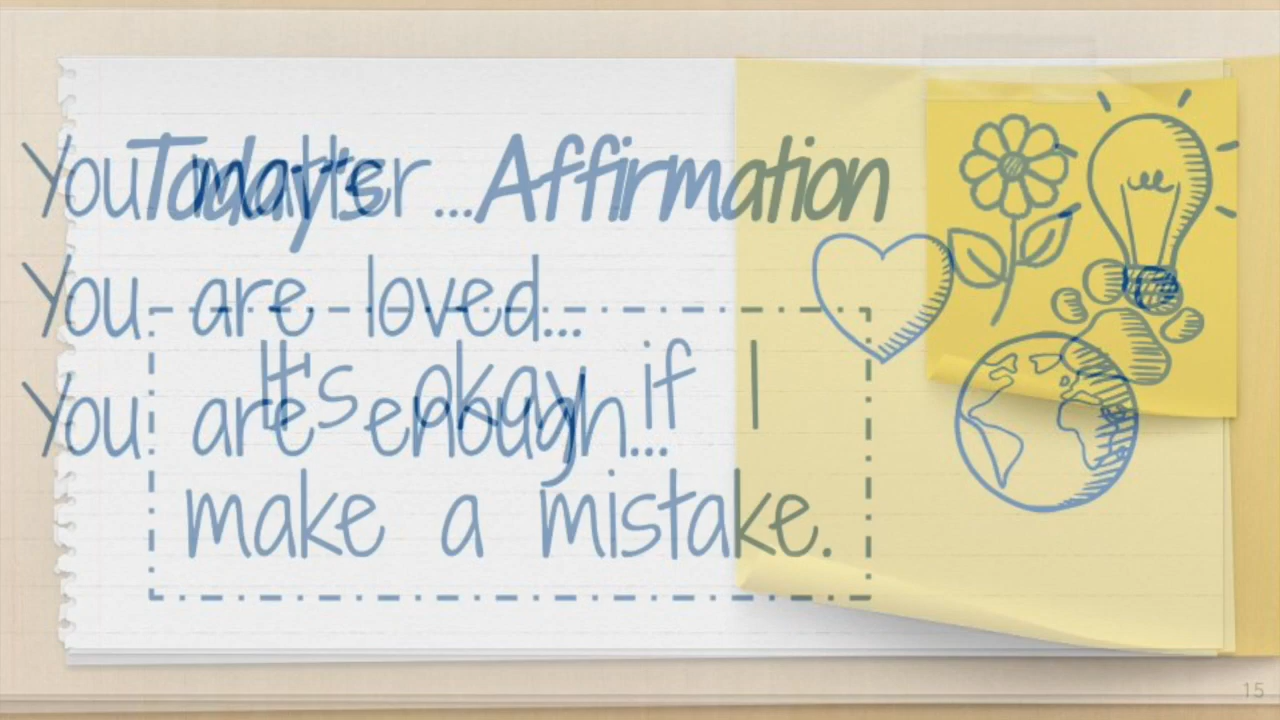 Today's Affirmation
You matter ...
You are loved...
You are enough...
It's okay if I
make a mistake.
15